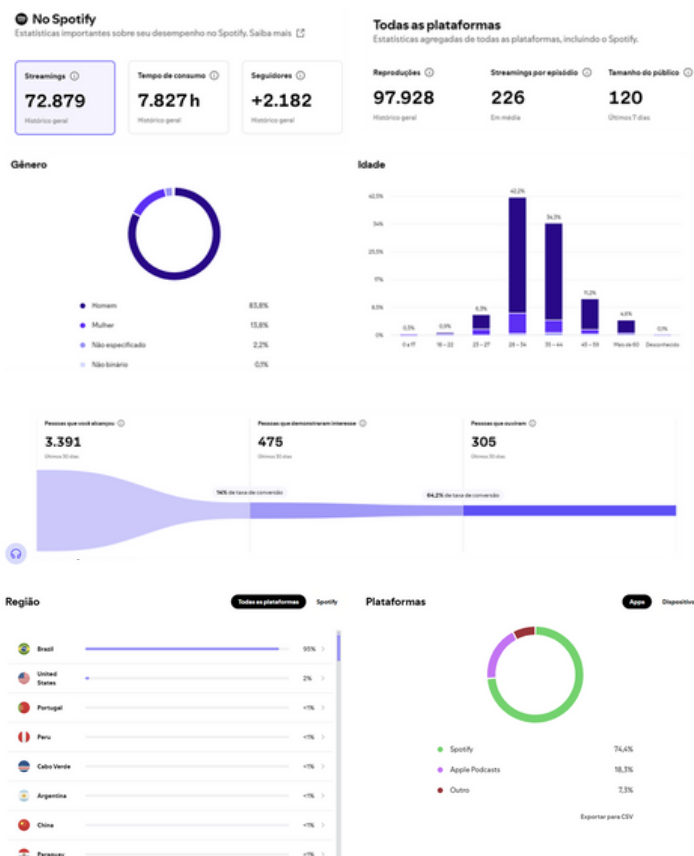 No Spotify
Estatísticas importantes sobre seu desempenho no Spotify. Saiba mais
Streamings
72.879
Histórico geral
Tempo de consumo
7.827 h
Histórico geral
Seguidores
+2.182
Histórico geral
Todas as plataformas
Estatísticas agregadas de todas as plataformas, incluindo o Spotify.
Reproduções
97.928
Histórico geral
Streamings por episódio
226
Em média
Tamanho do público
120
Últimos 7 dias
Gênero
Homem 83,8%
Mulher 13,8%
Não especificado 2,2%
Não binário 0,1%
Idade
42,5%
34%
25,5%
17%
8,5%
0%
0,3%
0,9%
6,3%
42,2%
34,3%
11,2%
4,6%
0,1%
0 a 17
18 – 22
23 – 27
28 – 34
35 – 44
45 – 59
Mais de 60
Desconhecido
Pessoas que você alcançou
3.391
Últimos 30 dias
14% de taxa de conversão
Pessoas que demonstraram interesse
475
Últimos 30 dias
64,2% de taxa de conversão
Pessoas que ouviram
305
Últimos 30 dias
Região
Todas as plataformas
Spotify
Brazil 95%
United States 2%
Portugal <1%
Peru <1%
Cabo Verde <1%
Argentina <1%
China <1%
Paraguay <1%
Plataformas
Apps
Dispositivo
Spotify 74,4%
Apple Podcasts 18,3%
Outro 7,3%
Exportar para CSV